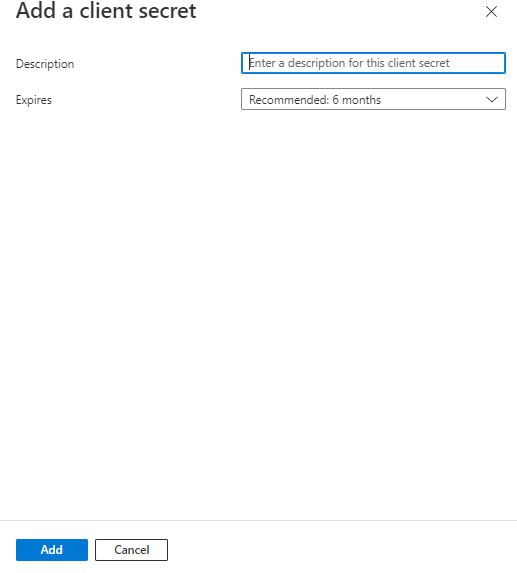 Add a client secret
Description
Enter a description for this client secret
Expires
Recommended: 6 months
Add
Cancel